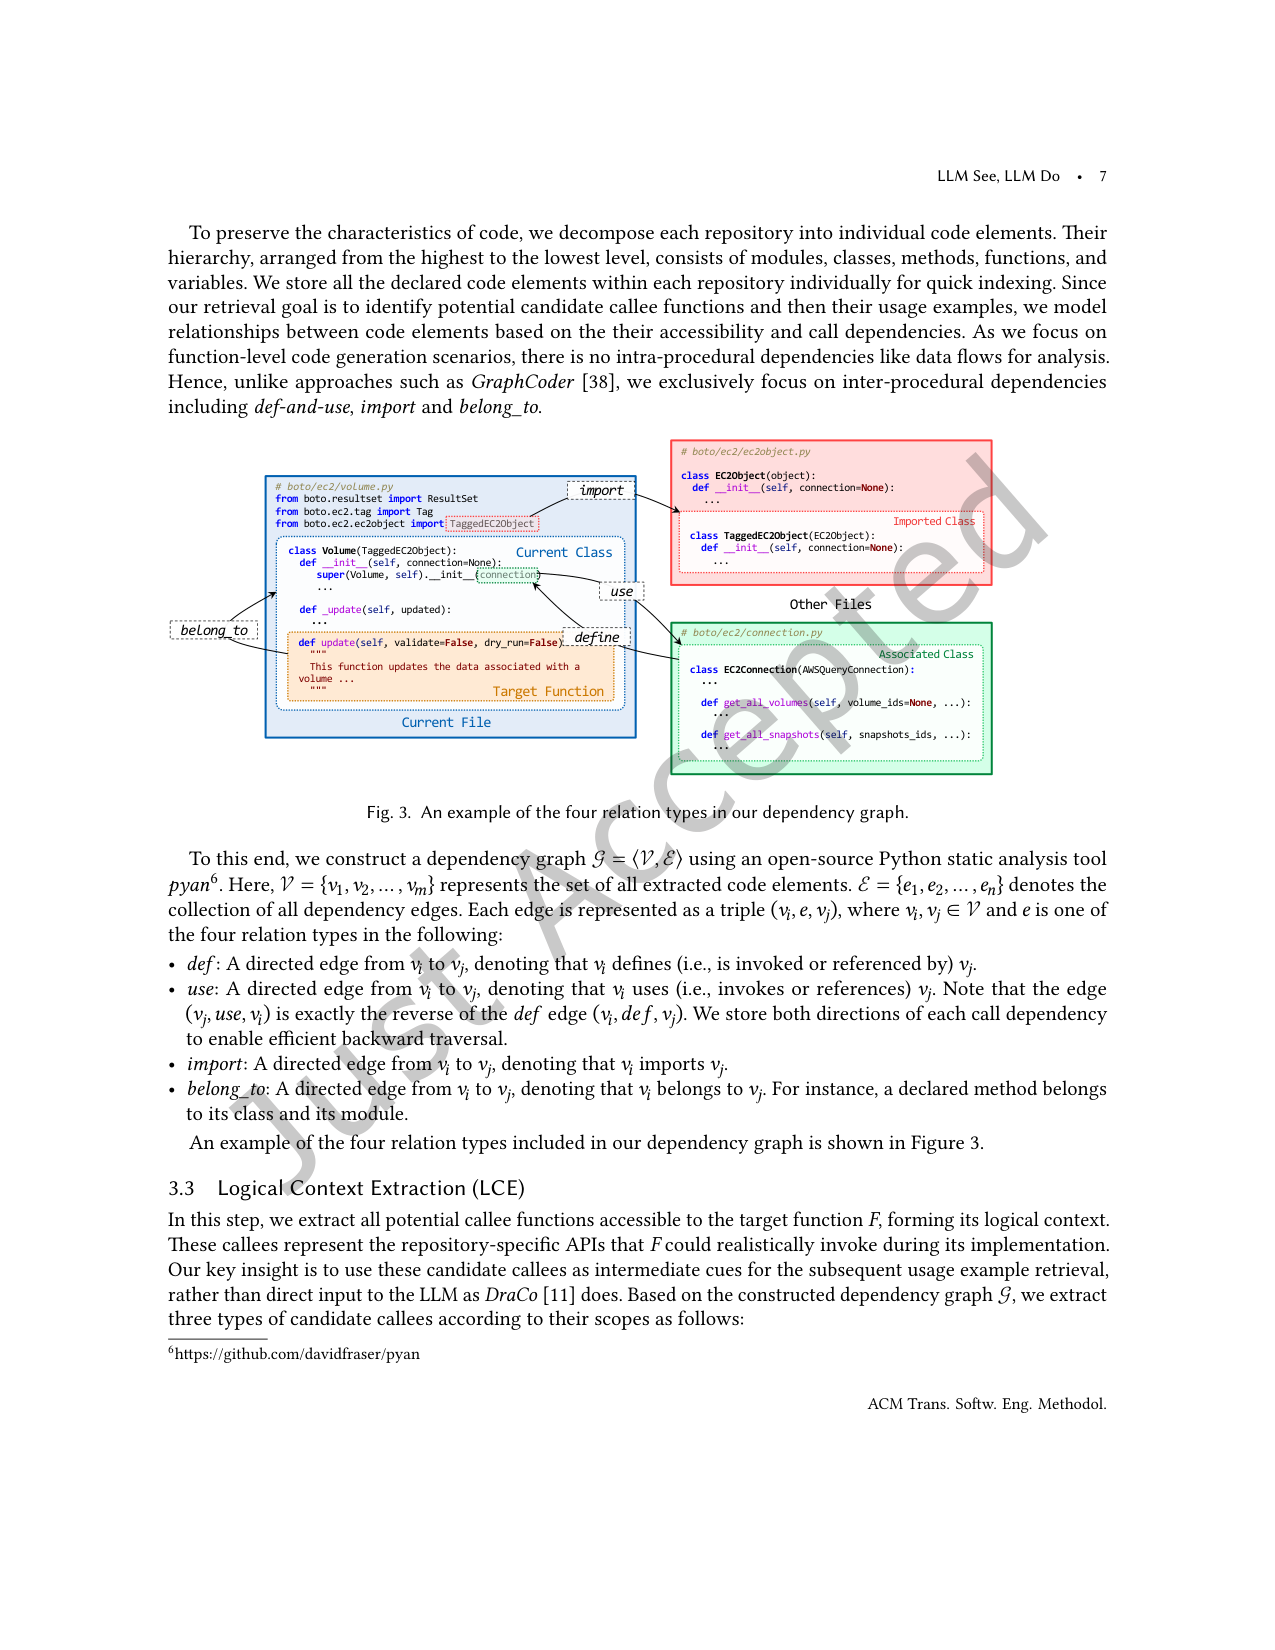 LLM See, LLM Do • 7
To preserve the characteristics of code, we decompose each repository into individual code elements. Their
hierarchy, arranged from the highest to the lowest level, consists of modules, classes, methods, functions, and
variables. We store all the declared code elements within each repository individually for quick indexing. Since
our retrieval goal is to identify potential candidate callee functions and then their usage examples, we model
relationships between code elements based on the their accessibility and call dependencies. As we focus on
function-level code generation scenarios, there is no intra-procedural dependencies like data flows for analysis.
Hence, unlike approaches such as GraphCoder [38], we exclusively focus on inter-procedural dependencies
including def-and-use, import and belong_to.
# boto/ec2/volume.py
from boto.resultset import ResultSet
from boto.ec2.tag import Tag
from boto.ec2.ec2object import TaggedEC2Object
class Volume(TaggedEC2Object):
Current Class
def __init__(self, connection=None):
super(Volume, self).__init__(connection)
...
def _update(self, updated):
...
def update(self, validate=False, dry_run=False)
"""
This function updates the data associated with a
volume ...
"""
Target Function
Current File
belong_to
import
use
define
# boto/ec2/ec2object.py
class EC2Object(object):
def __init__(self, connection=None):
...
Imported Class
class TaggedEC2Object(EC2Object):
def __init__(self, connection=None):
...
Other Files
# boto/ec2/connection.py
Associated Class
class EC2Connection(AWSQueryConnection):
...
def get_all_volumes(self, volume_ids=None, ...):
...
def get_all_snapshots(self, snapshots_ids, ...):
...
Fig. 3. An example of the four relation types in our dependency graph.
To this end, we construct a dependency graph 𝒢 = ⟨𝒱, ℰ⟩ using an open-source Python static analysis tool
pyan⁶. Here, 𝒱 = {v₁, v₂, …, vₘ} represents the set of all extracted code elements. ℰ = {e₁, e₂, …, eₙ} denotes the
collection of all dependency edges. Each edge is represented as a triple (vᵢ, e, vⱼ), where vᵢ, vⱼ ∈ 𝒱 and e is one of
the four relation types in the following:
• def: A directed edge from vᵢ to vⱼ, denoting that vᵢ defines (i.e., is invoked or referenced by) vⱼ.
• use: A directed edge from vᵢ to vⱼ, denoting that vᵢ uses (i.e., invokes or references) vⱼ. Note that the edge
(vⱼ, use, vᵢ) is exactly the reverse of the def edge (vᵢ, def, vⱼ). We store both directions of each call dependency
to enable efficient backward traversal.
• import: A directed edge from vᵢ to vⱼ, denoting that vᵢ imports vⱼ.
• belong_to: A directed edge from vᵢ to vⱼ, denoting that vᵢ belongs to vⱼ. For instance, a declared method belongs
to its class and its module.
An example of the four relation types included in our dependency graph is shown in Figure 3.
3.3 Logical Context Extraction (LCE)
In this step, we extract all potential callee functions accessible to the target function F, forming its logical context.
These callees represent the repository-specific APIs that F could realistically invoke during its implementation.
Our key insight is to use these candidate callees as intermediate cues for the subsequent usage example retrieval,
rather than direct input to the LLM as DraCo [11] does. Based on the constructed dependency graph 𝒢, we extract
three types of candidate callees according to their scopes as follows:
⁶https://github.com/davidfraser/pyan
ACM Trans. Softw. Eng. Methodol.
Just Accepted